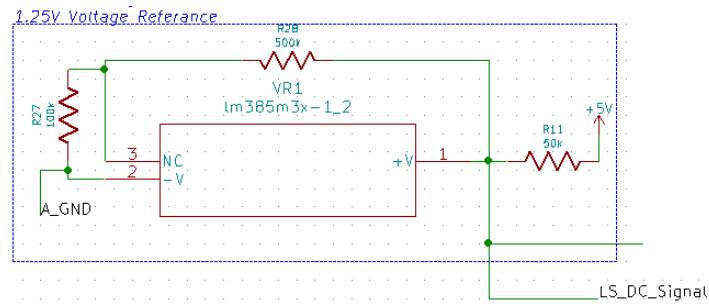 1.25V Voltage Referance
R28
500k
VR1
lm385m3x-1_2
R27
100k
3
NC
2
-V
+V
1
R11
50k
+5V
A_GND
LS_DC_Signal